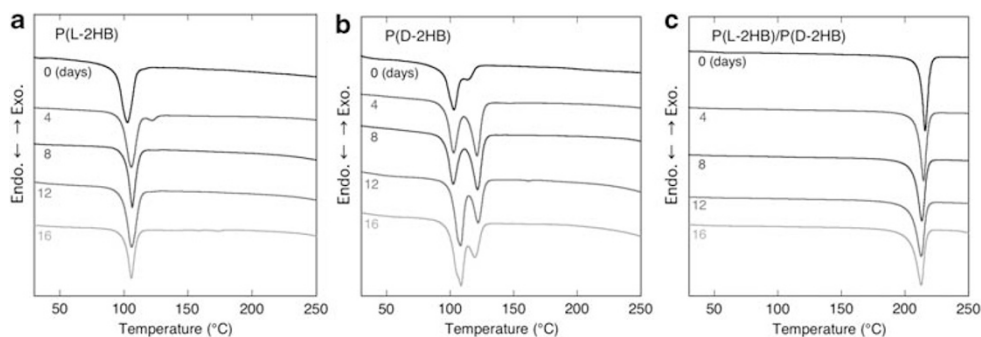 a
P(L-2HB)
0 (days)
4
8
12
16
Endo. ← → Exo.
50 100 150 200 250
Temperature (°C)
b
P(D-2HB)
0 (days)
4
8
12
16
Endo. ← → Exo.
50 100 150 200 250
Temperature (°C)
c
P(L-2HB)/P(D-2HB)
0 (days)
4
8
12
16
Endo. ← → Exo.
50 100 150 200 250
Temperature (°C)